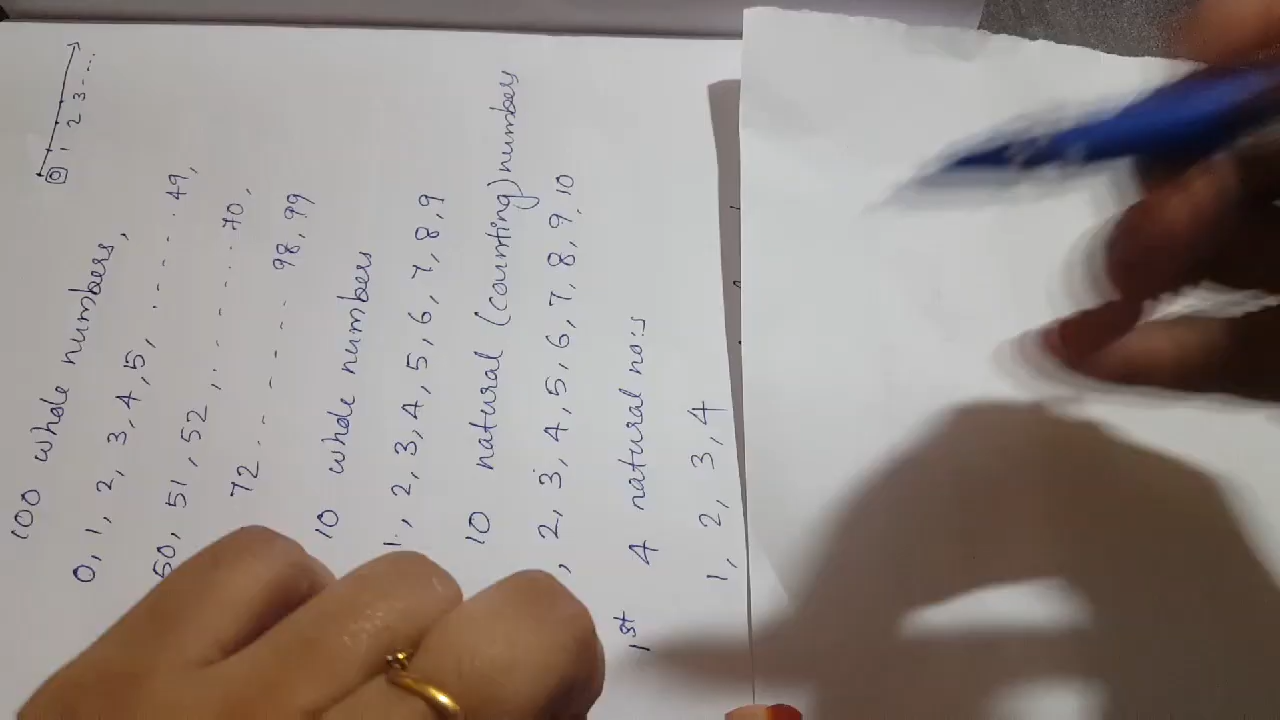 0 1 2 3 ....
100 whole numbers,
0, 1, 2, 3, 4, 5, ..... 49,
50, 51, 52, ....... 70,
72 ........ 98, 99
10 whole numbers
1, 2, 3, 4, 5, 6, 7, 8, 9
10 natural (counting) numbers
, 2, 3, 4, 5, 6, 7, 8, 9, 10
1st 4 natural no:s
1, 2, 3, 4